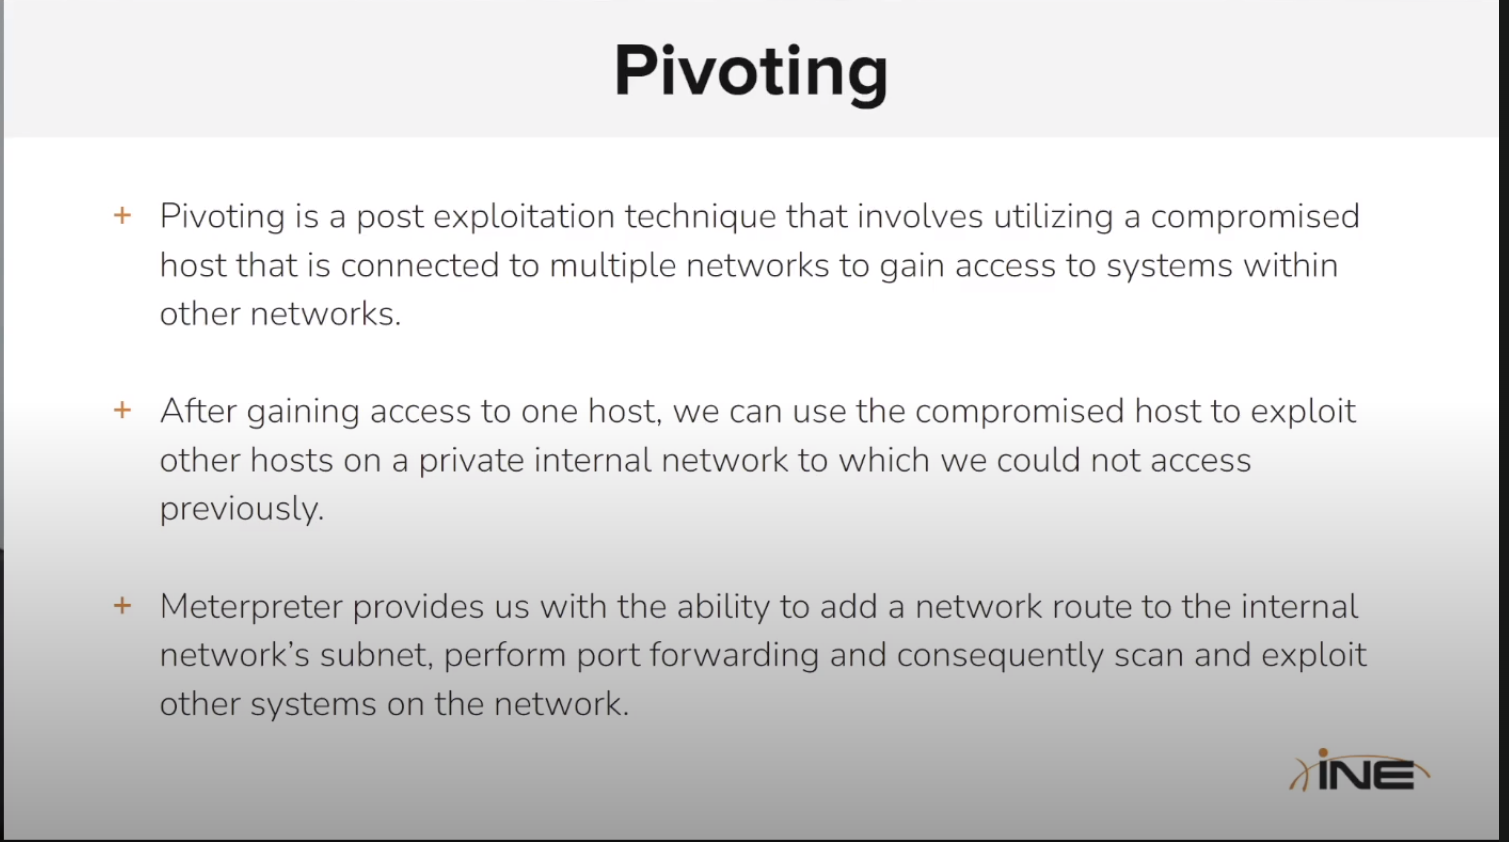 Pivoting
+ Pivoting is a post exploitation technique that involves utilizing a compromised
host that is connected to multiple networks to gain access to systems within
other networks.
+ After gaining access to one host, we can use the compromised host to exploit
other hosts on a private internal network to which we could not access
previously.
+ Meterpreter provides us with the ability to add a network route to the internal
network’s subnet, perform port forwarding and consequently scan and exploit
other systems on the network.
iNE